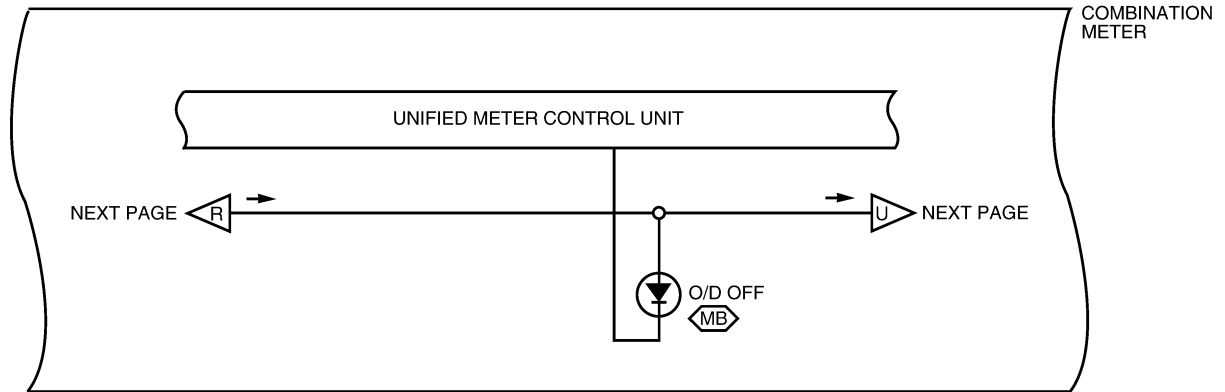 COMBINATION
METER
UNIFIED METER CONTROL UNIT
NEXT PAGE R U NEXT PAGE
O/D OFF
MB